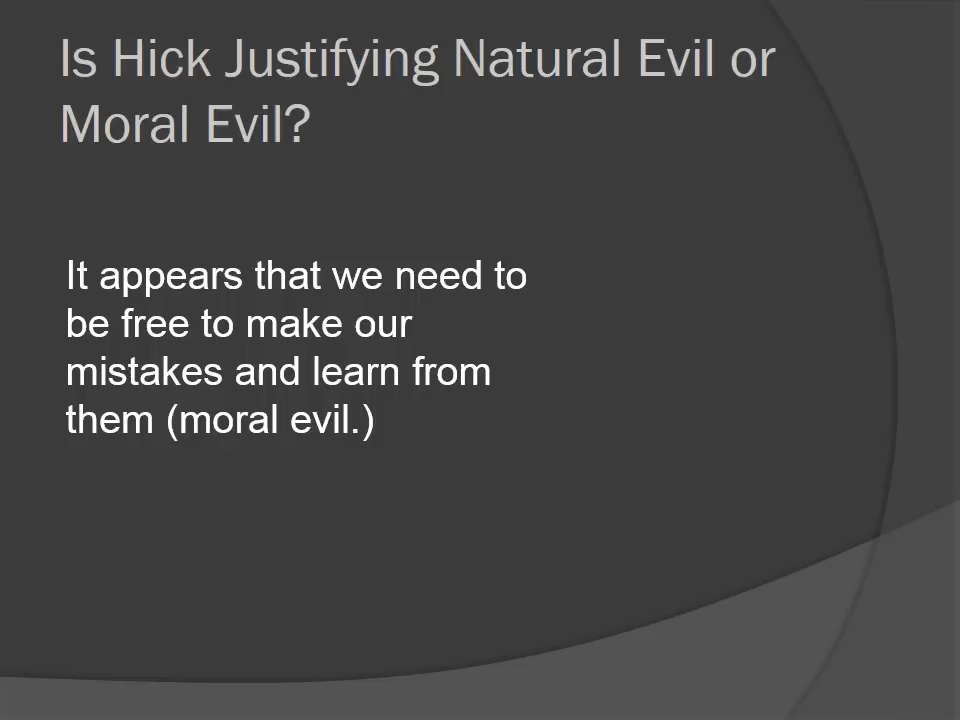 Is Hick Justifying Natural Evil or
Moral Evil?
It appears that we need to
be free to make our
mistakes and learn from
them (moral evil.)